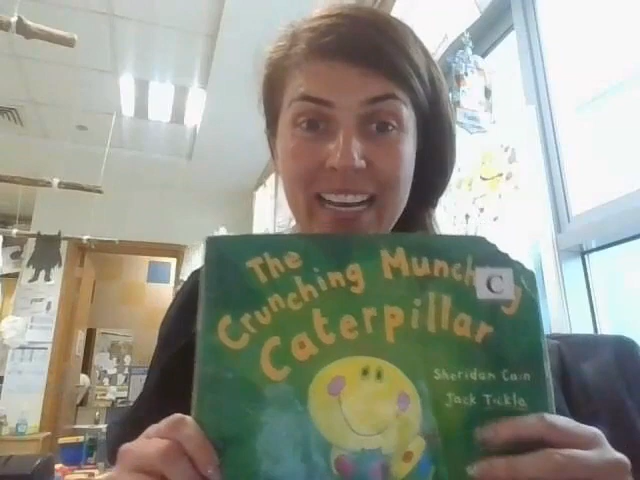 The
Crunching Munching
C
Caterpillar
Sheridan Cain
Jack Tickle